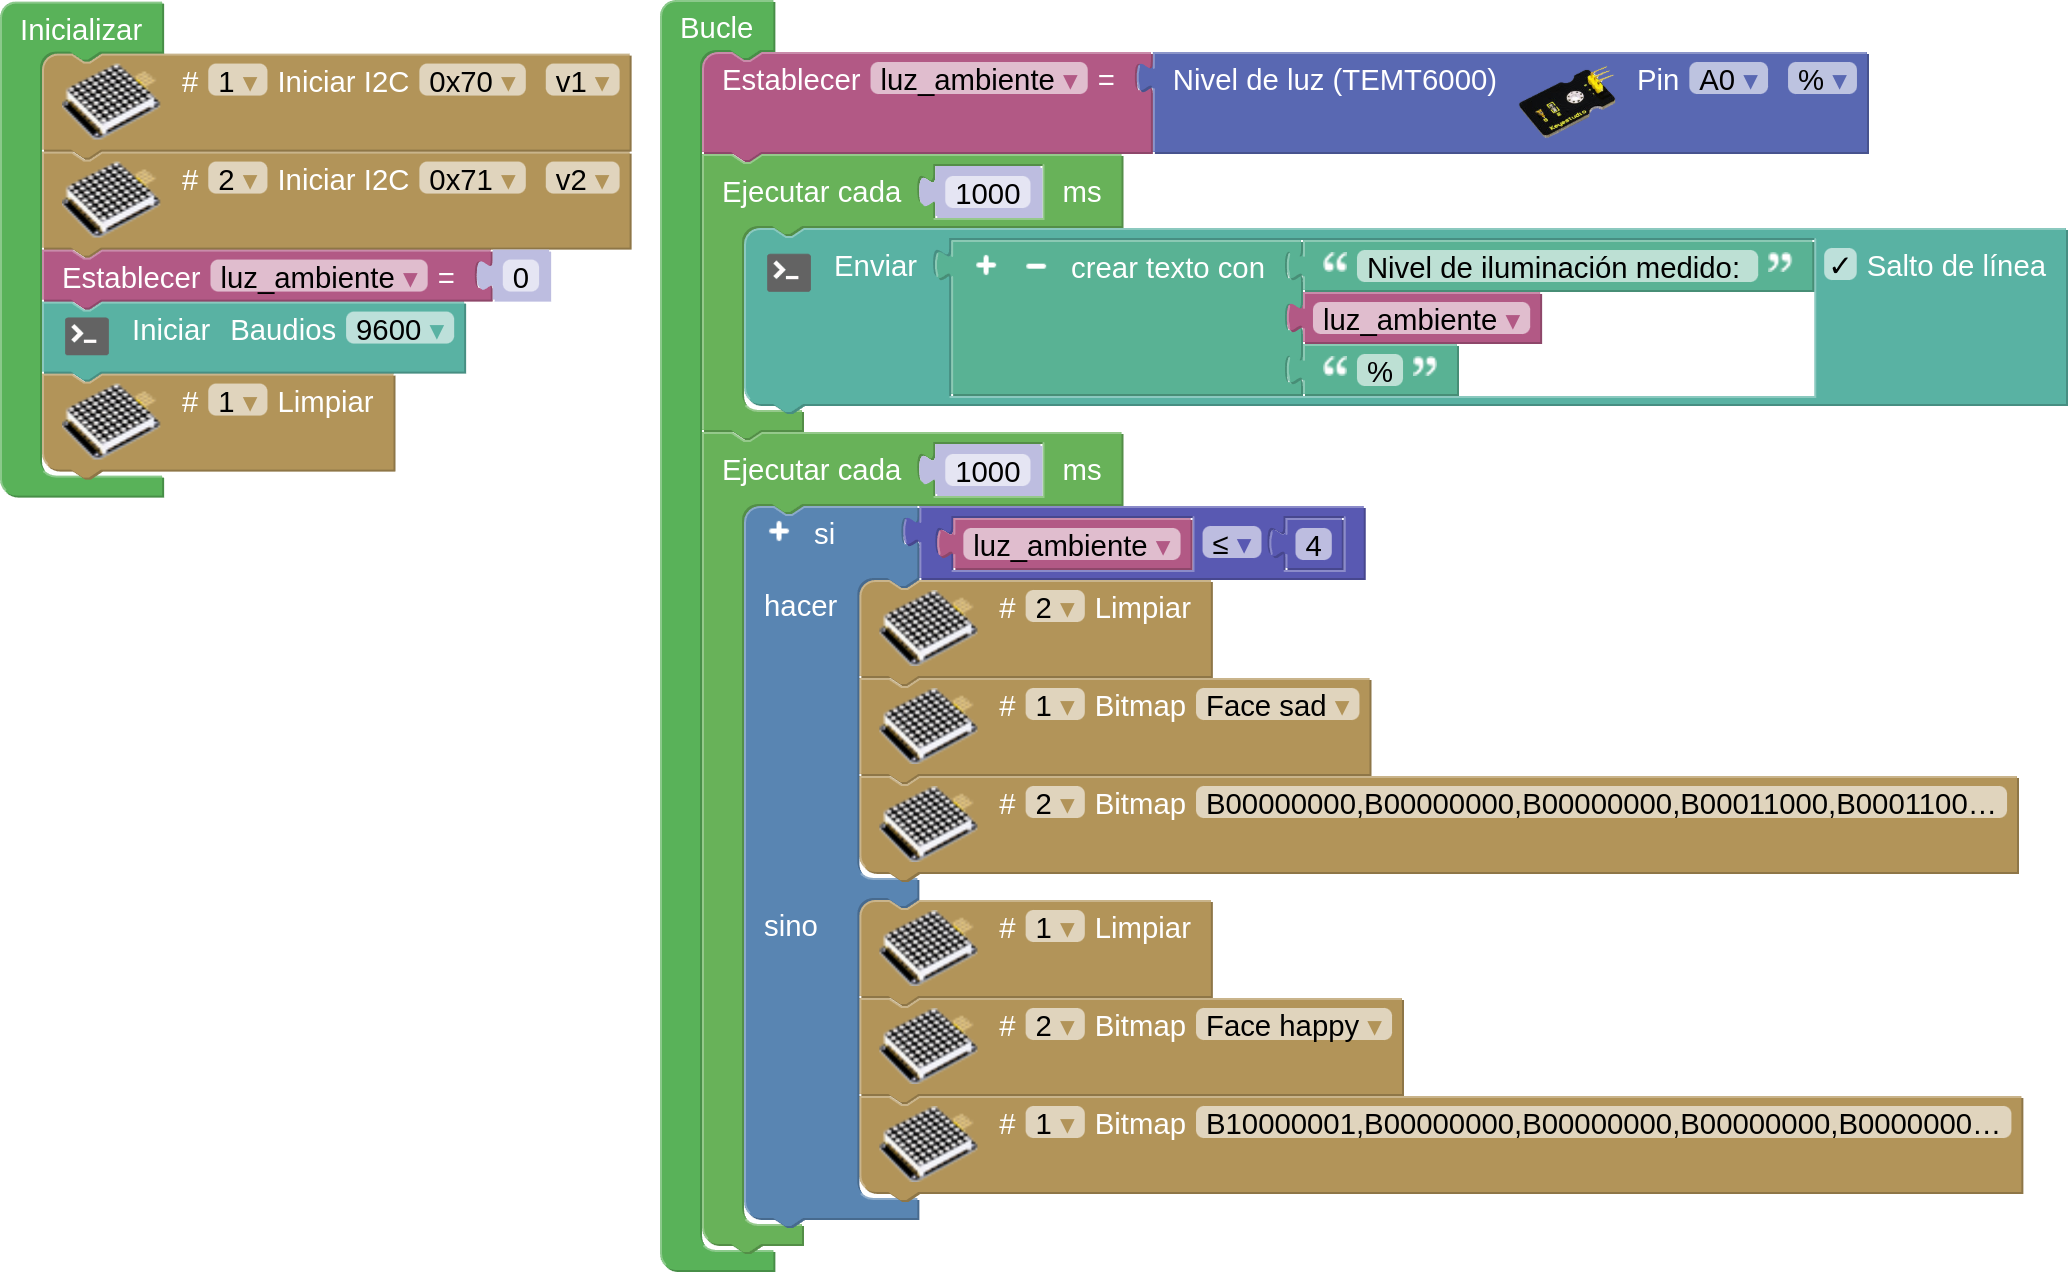 Inicializar
# 1 ▾ Iniciar I2C 0x70 ▾ v1 ▾
# 2 ▾ Iniciar I2C 0x71 ▾ v2 ▾
Establecer luz_ambiente ▾ = 0
Iniciar Baudios 9600 ▾
# 1 ▾ Limpiar
Bucle
Establecer luz_ambiente ▾ = Nivel de luz (TEMT6000) Pin A0 ▾ % ▾
Ejecutar cada 1000 ms
Enviar + − crear texto con “ Nivel de iluminación medido: ” ✓ Salto de línea
luz_ambiente ▾
“ % ”
Ejecutar cada 1000 ms
+ si luz_ambiente ▾ ≤ ▾ 4
hacer # 2 ▾ Limpiar
# 1 ▾ Bitmap Face sad ▾
# 2 ▾ Bitmap B00000000,B00000000,B00000000,B00011000,B0001100…
sino # 1 ▾ Limpiar
# 2 ▾ Bitmap Face happy ▾
# 1 ▾ Bitmap B10000001,B00000000,B00000000,B00000000,B0000000…